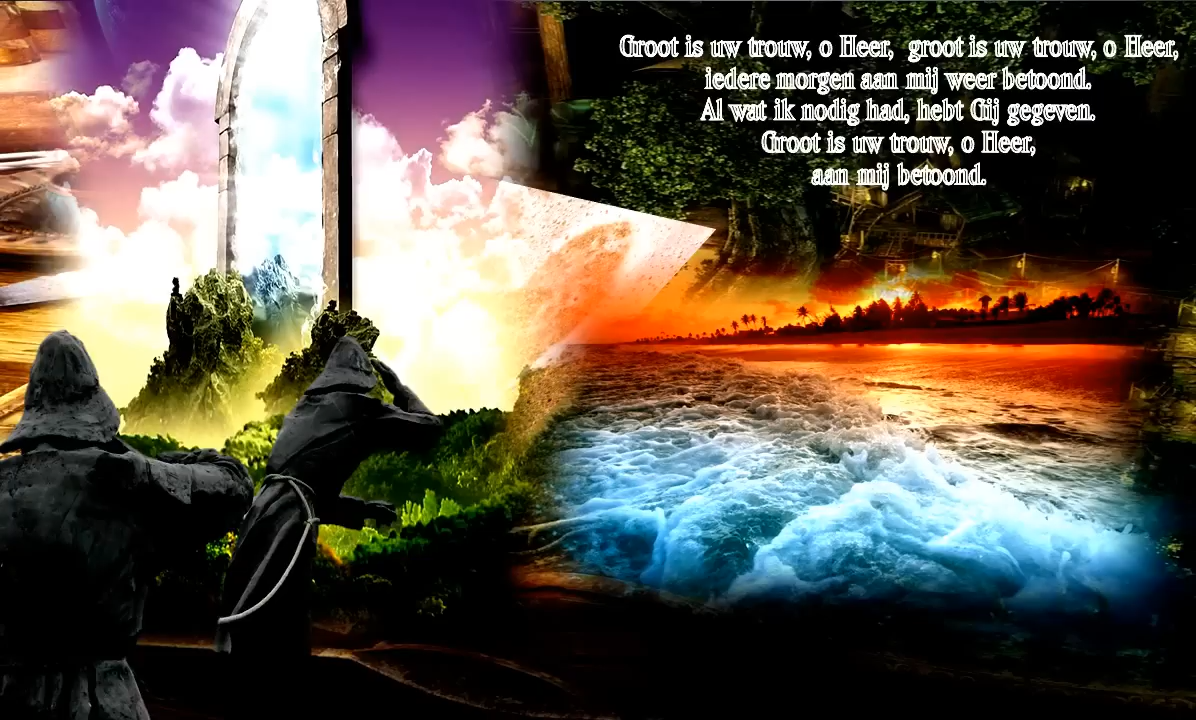 Groot is uw trouw, o Heer, groot is uw trouw, o Heer,
iedere morgen aan mij weer betoond.
Al wat ik nodig had, hebt Gij gegeven.
Groot is uw trouw, o Heer,
aan mij betoond.